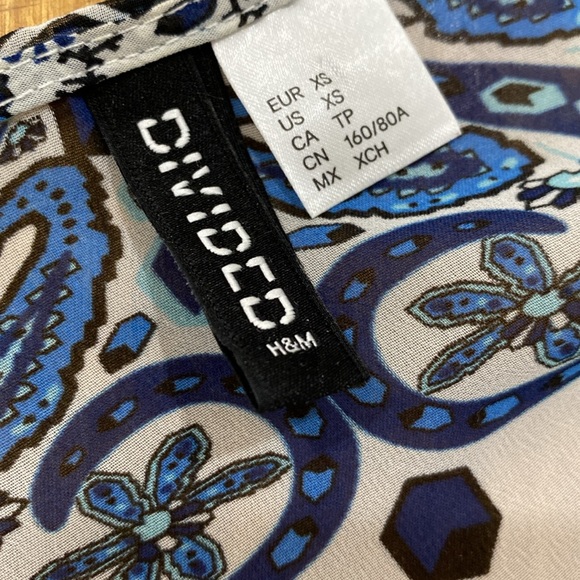 DIVIDED
H&M
EUR XS
US XS
CA TP
CN 160/80A
MX XCH